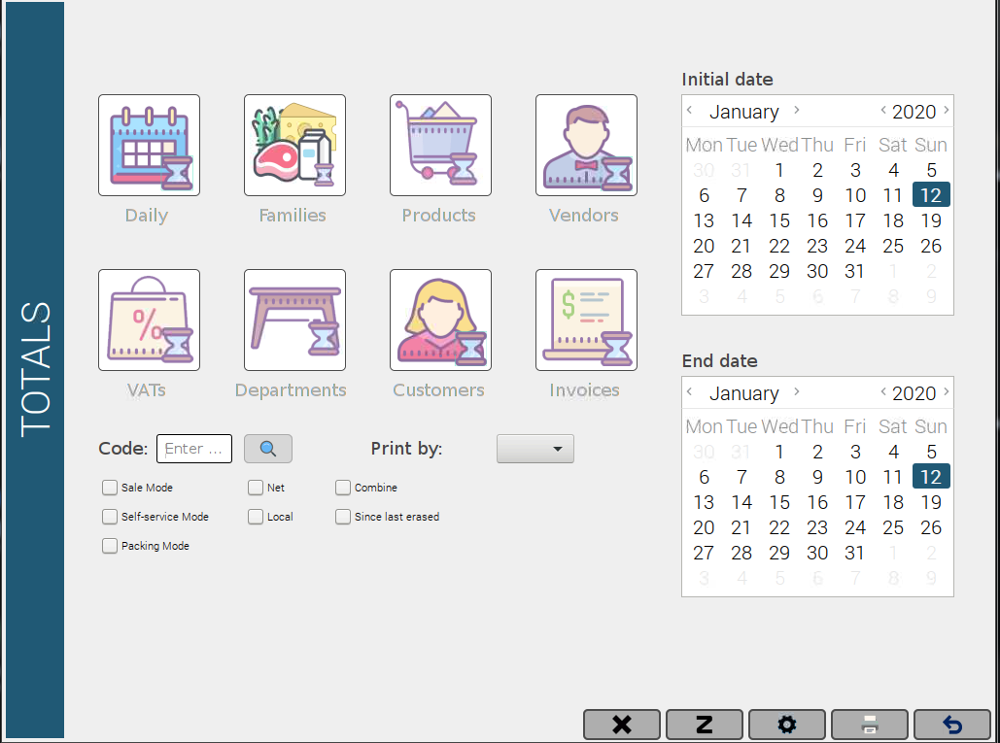 TOTALS
Daily
Families
Products
Vendors
%
$
VATs
Departments
Customers
Invoices
Code:
Enter ...
Print by:
Sale Mode
Net
Combine
Self-service Mode
Local
Since last erased
Packing Mode
Initial date
‹ January › ‹ 2020 ›
Mon Tue Wed Thu Fri Sat Sun
30 31 1 2 3 4 5
6 7 8 9 10 11 12
13 14 15 16 17 18 19
20 21 22 23 24 25 26
27 28 29 30 31 1 2
3 4 5 6 7 8 9
End date
‹ January › ‹ 2020 ›
Mon Tue Wed Thu Fri Sat Sun
30 31 1 2 3 4 5
6 7 8 9 10 11 12
13 14 15 16 17 18 19
20 21 22 23 24 25 26
27 28 29 30 31 1 2
3 4 5 6 7 8 9
Z